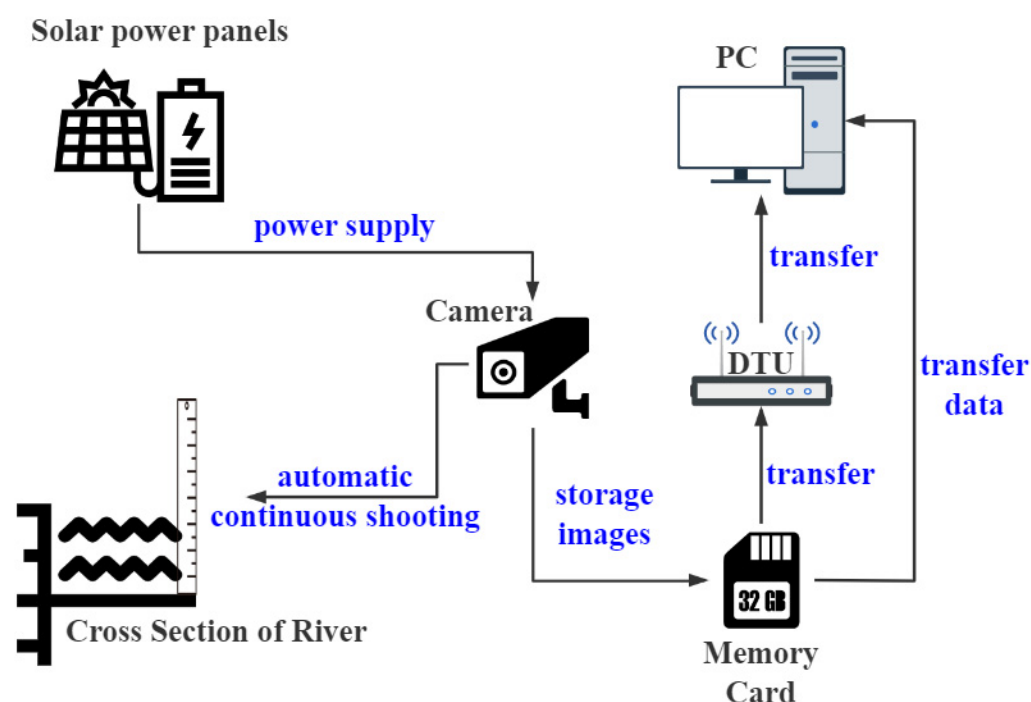 Solar power panels
PC
power supply
transfer
Camera
DTU
transfer
data
automatic
continuous shooting
storage
images
transfer
32 GB
Cross Section of River
Memory
Card